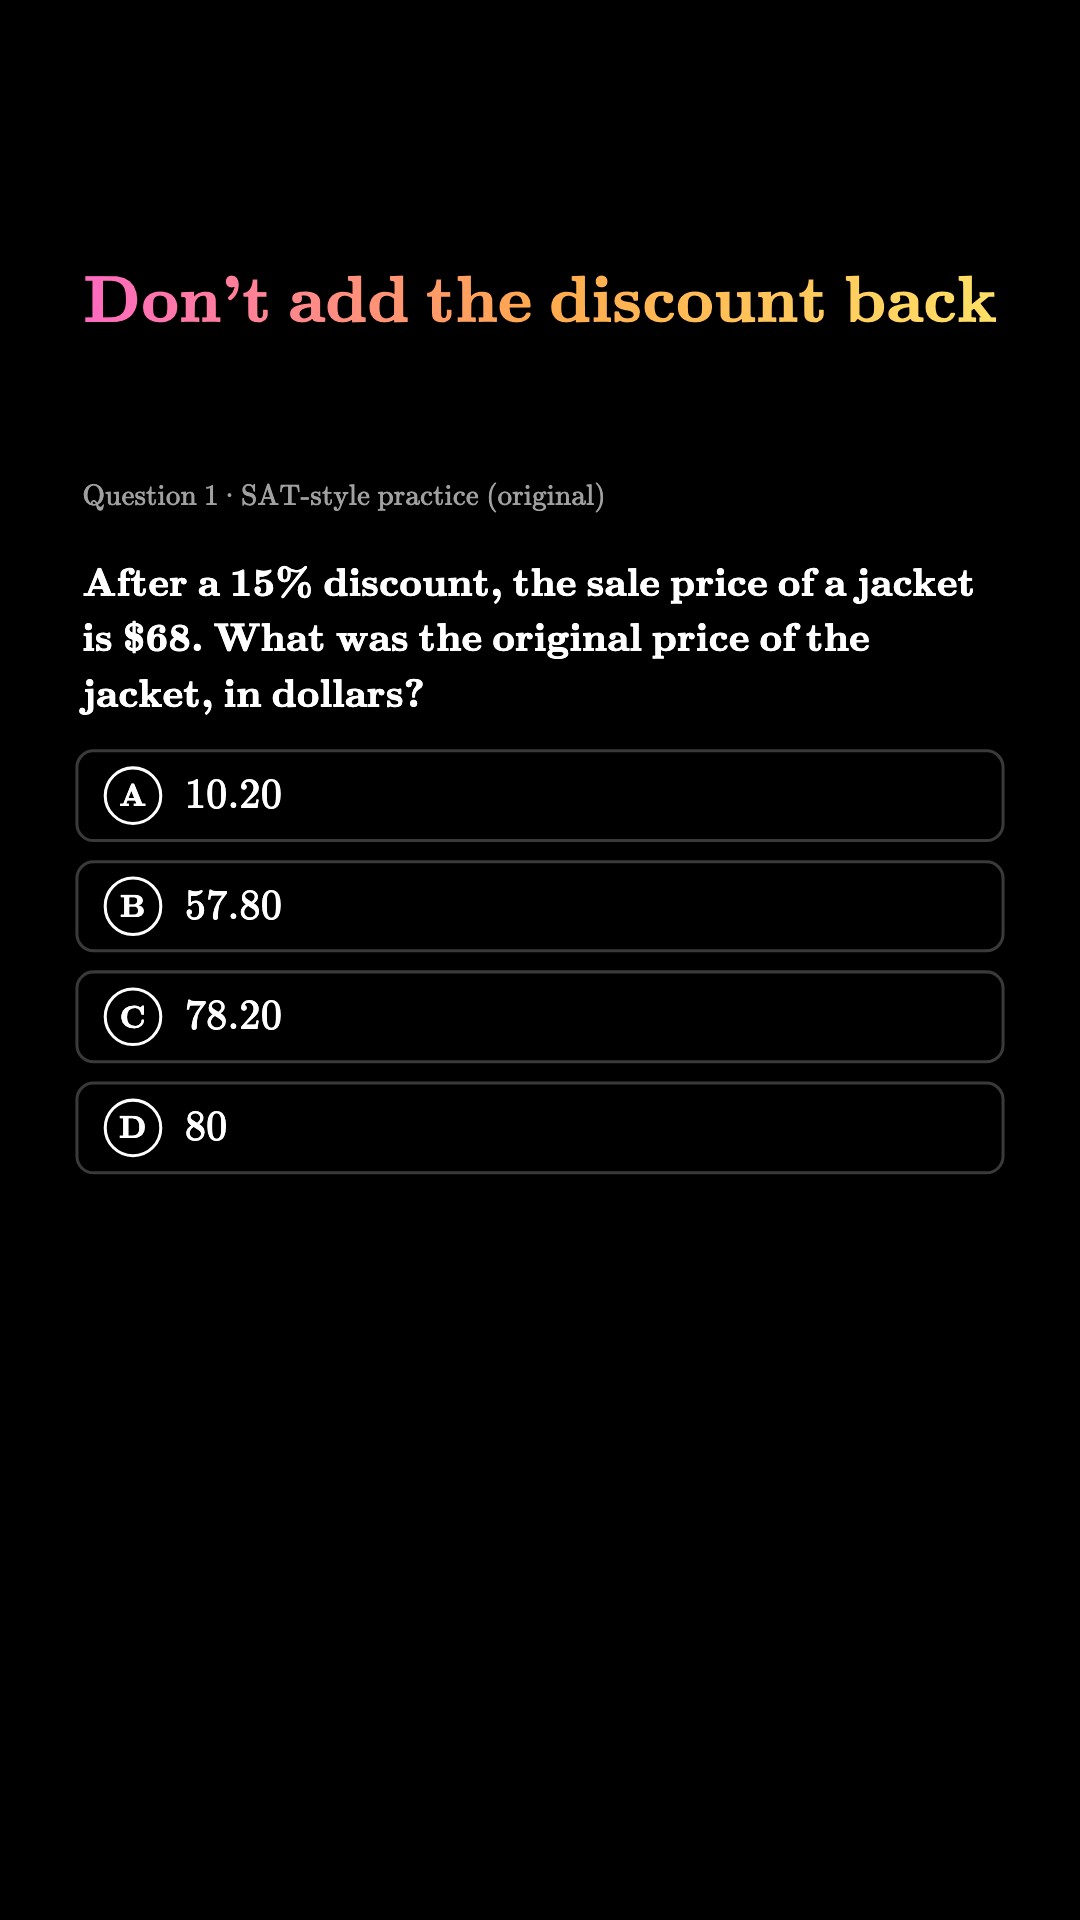 Don’t add the discount back
Question 1 · SAT-style practice (original)
After a 15% discount, the sale price of a jacket
is $68. What was the original price of the
jacket, in dollars?
A 10.20
B 57.80
C 78.20
D 80